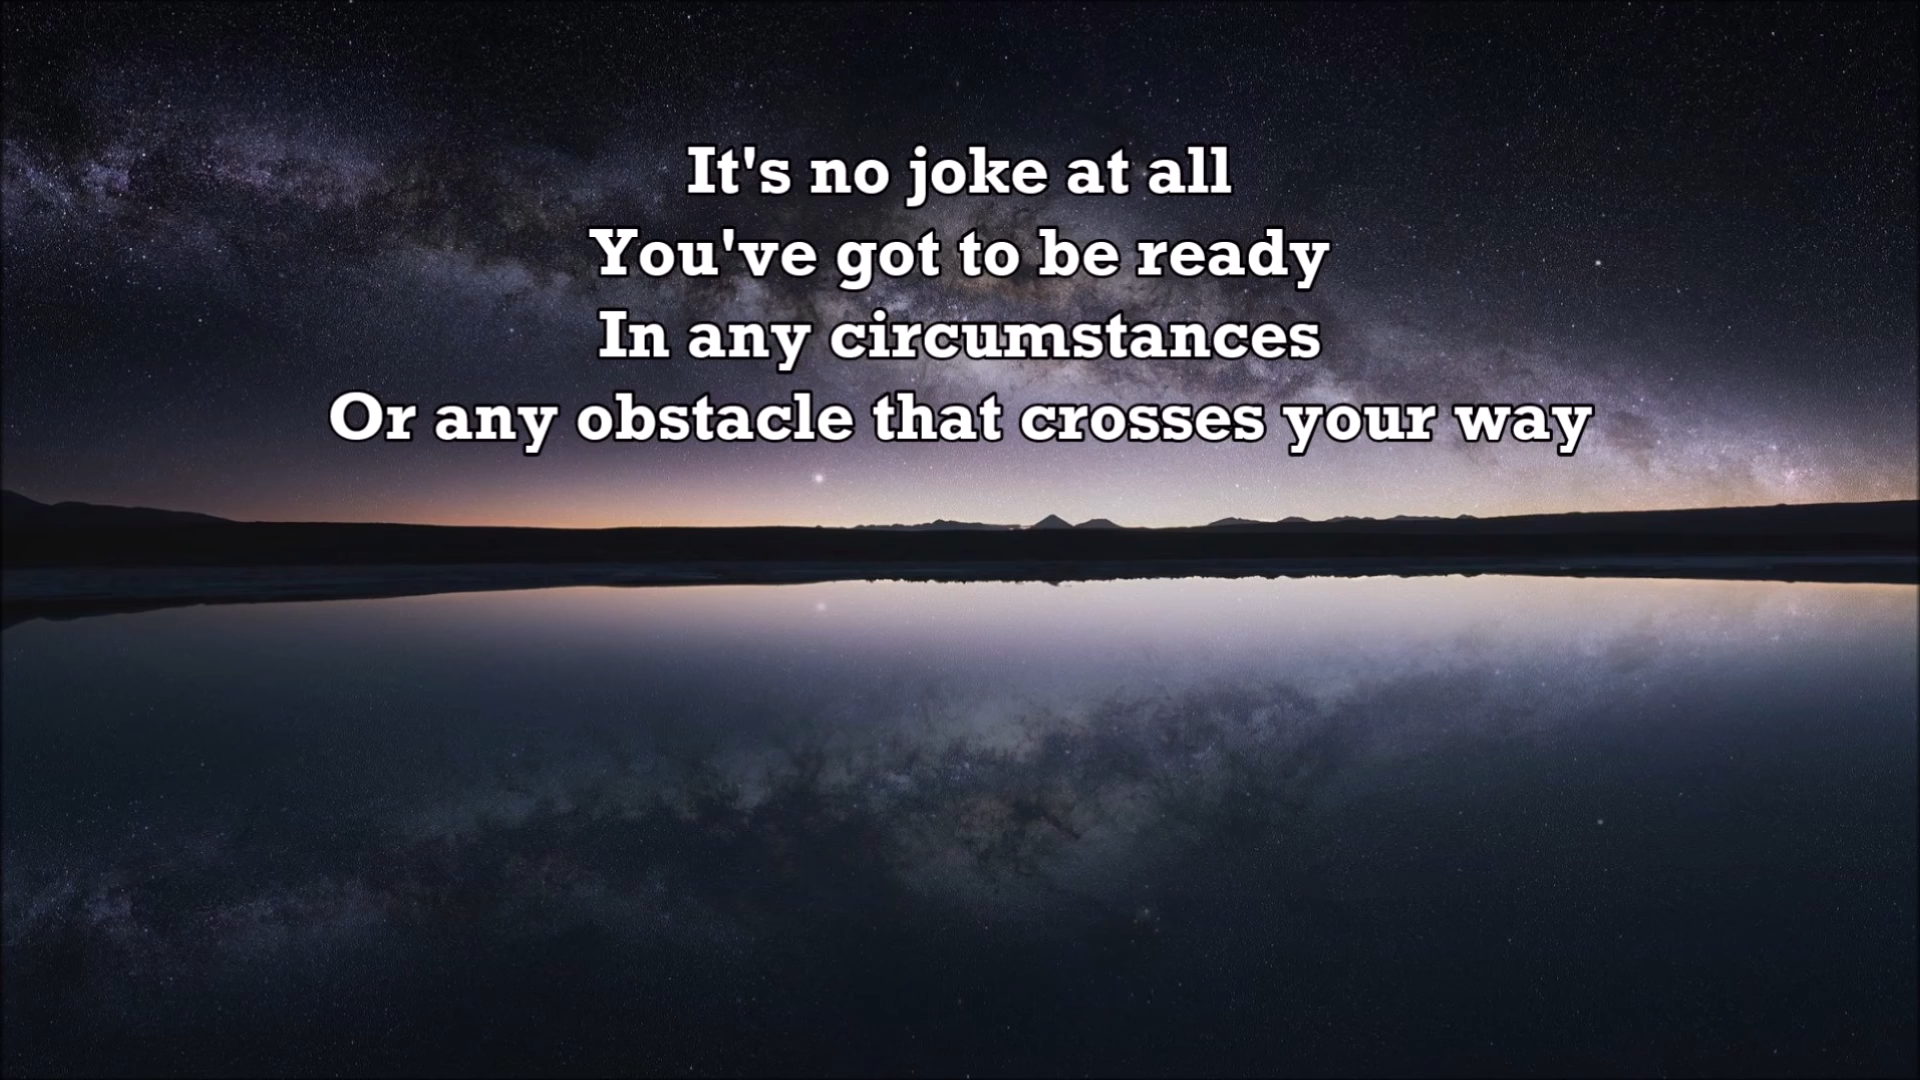 It's no joke at all
You've got to be ready
In any circumstances
Or any obstacle that crosses your way